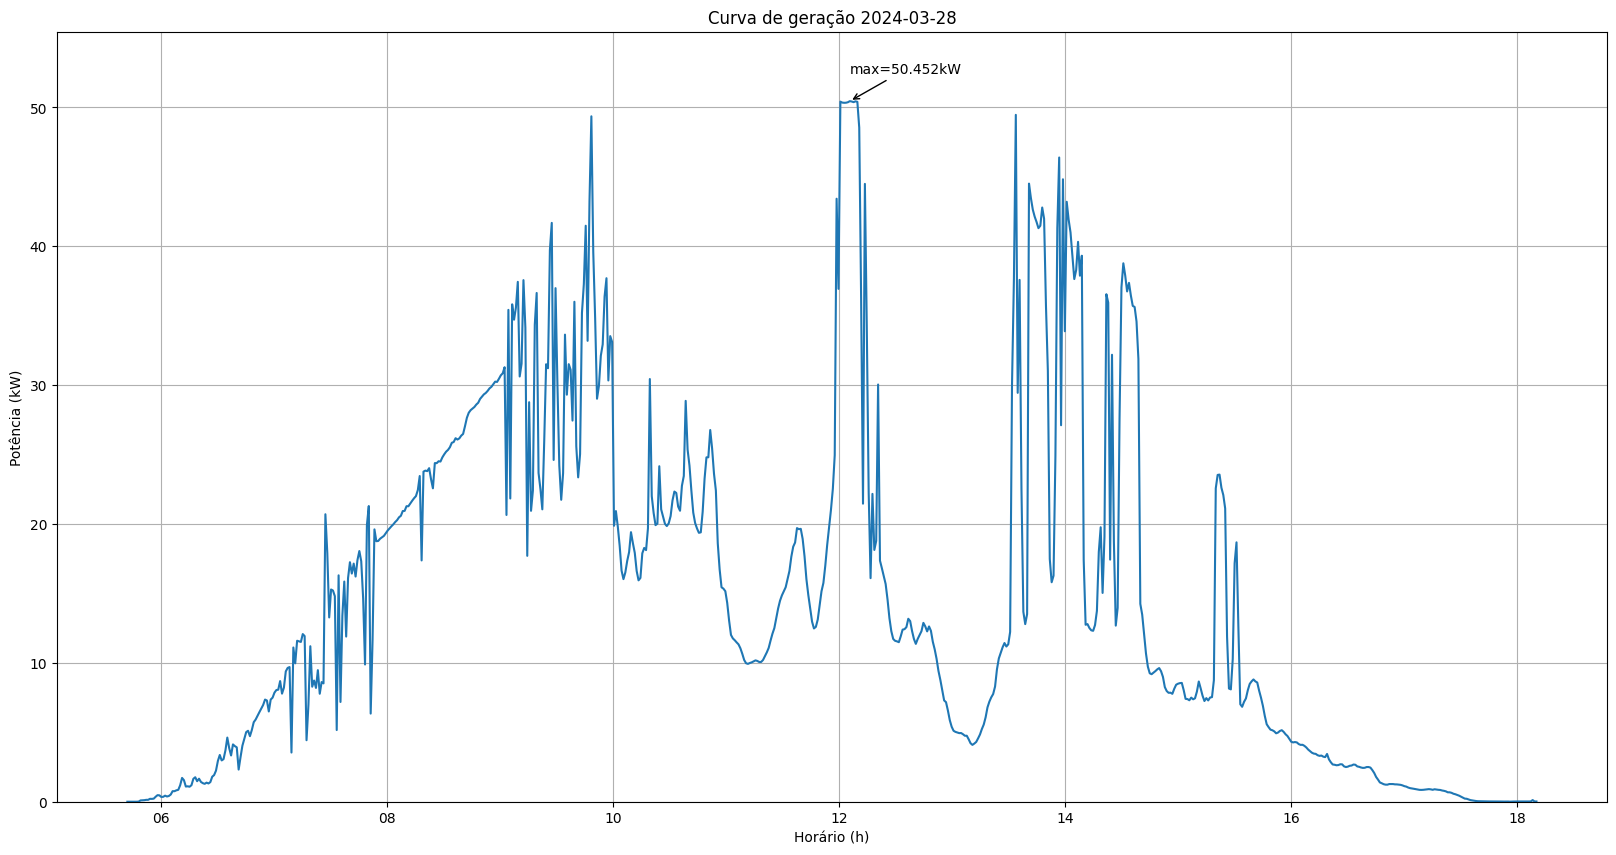 Curva de geração 2024-03-28
max=50.452kW
50
40
30
20
10
0
Potência (kW)
06 08 10 12 14 16 18
Horário (h)